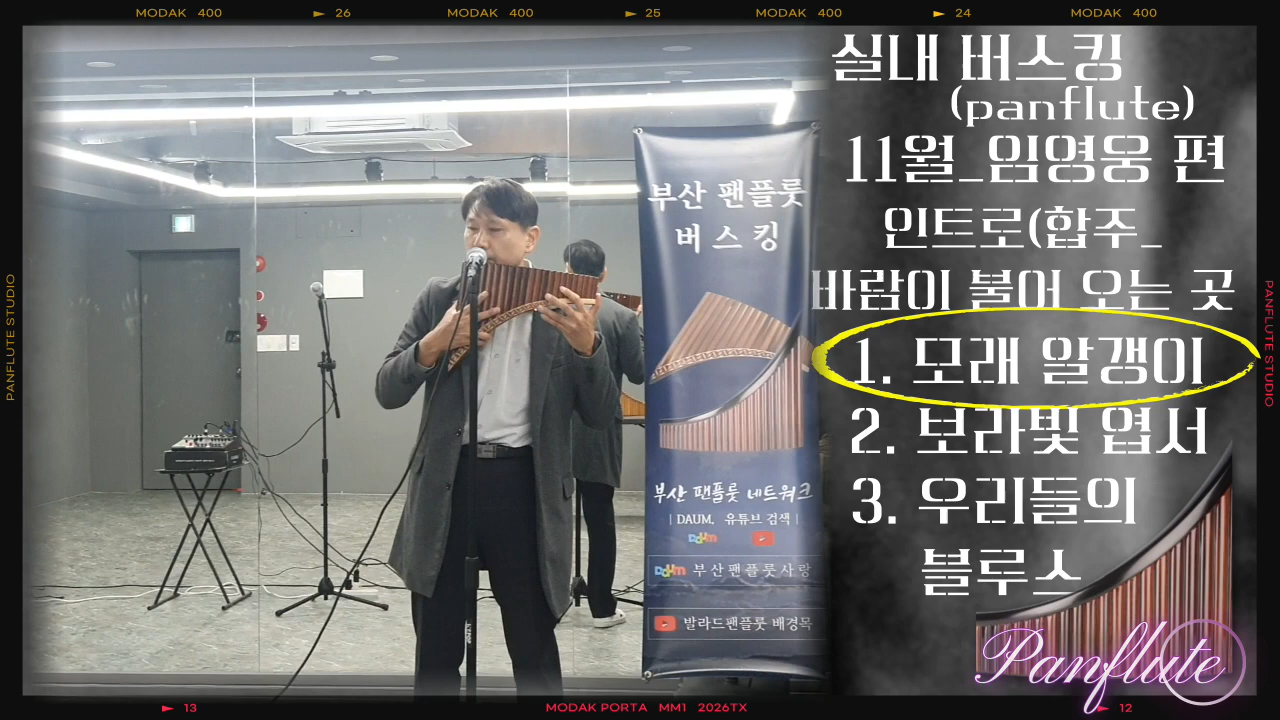 MODAK 400
26
MODAK 400
25
MODAK 400
24
MODAK 400
PANFLUTE STUDIO
부산 팬플룻
버스킹
부산 팬플룻 네트워크
| DAUM, 유튜브 검색 |
Daum
Daum 부산팬플룻사랑
발라드팬플룻 배경목
실내 버스킹
(panflute)
11월_임영웅 편
인트로(합주_
바람이 불어 오는 곳
1. 모래 알갱이
2. 보라빛 엽서
3. 우리들의
블루스
Panflute
PANFLUTE STUDIO
13
MODAK PORTA MM1 2026TX
12